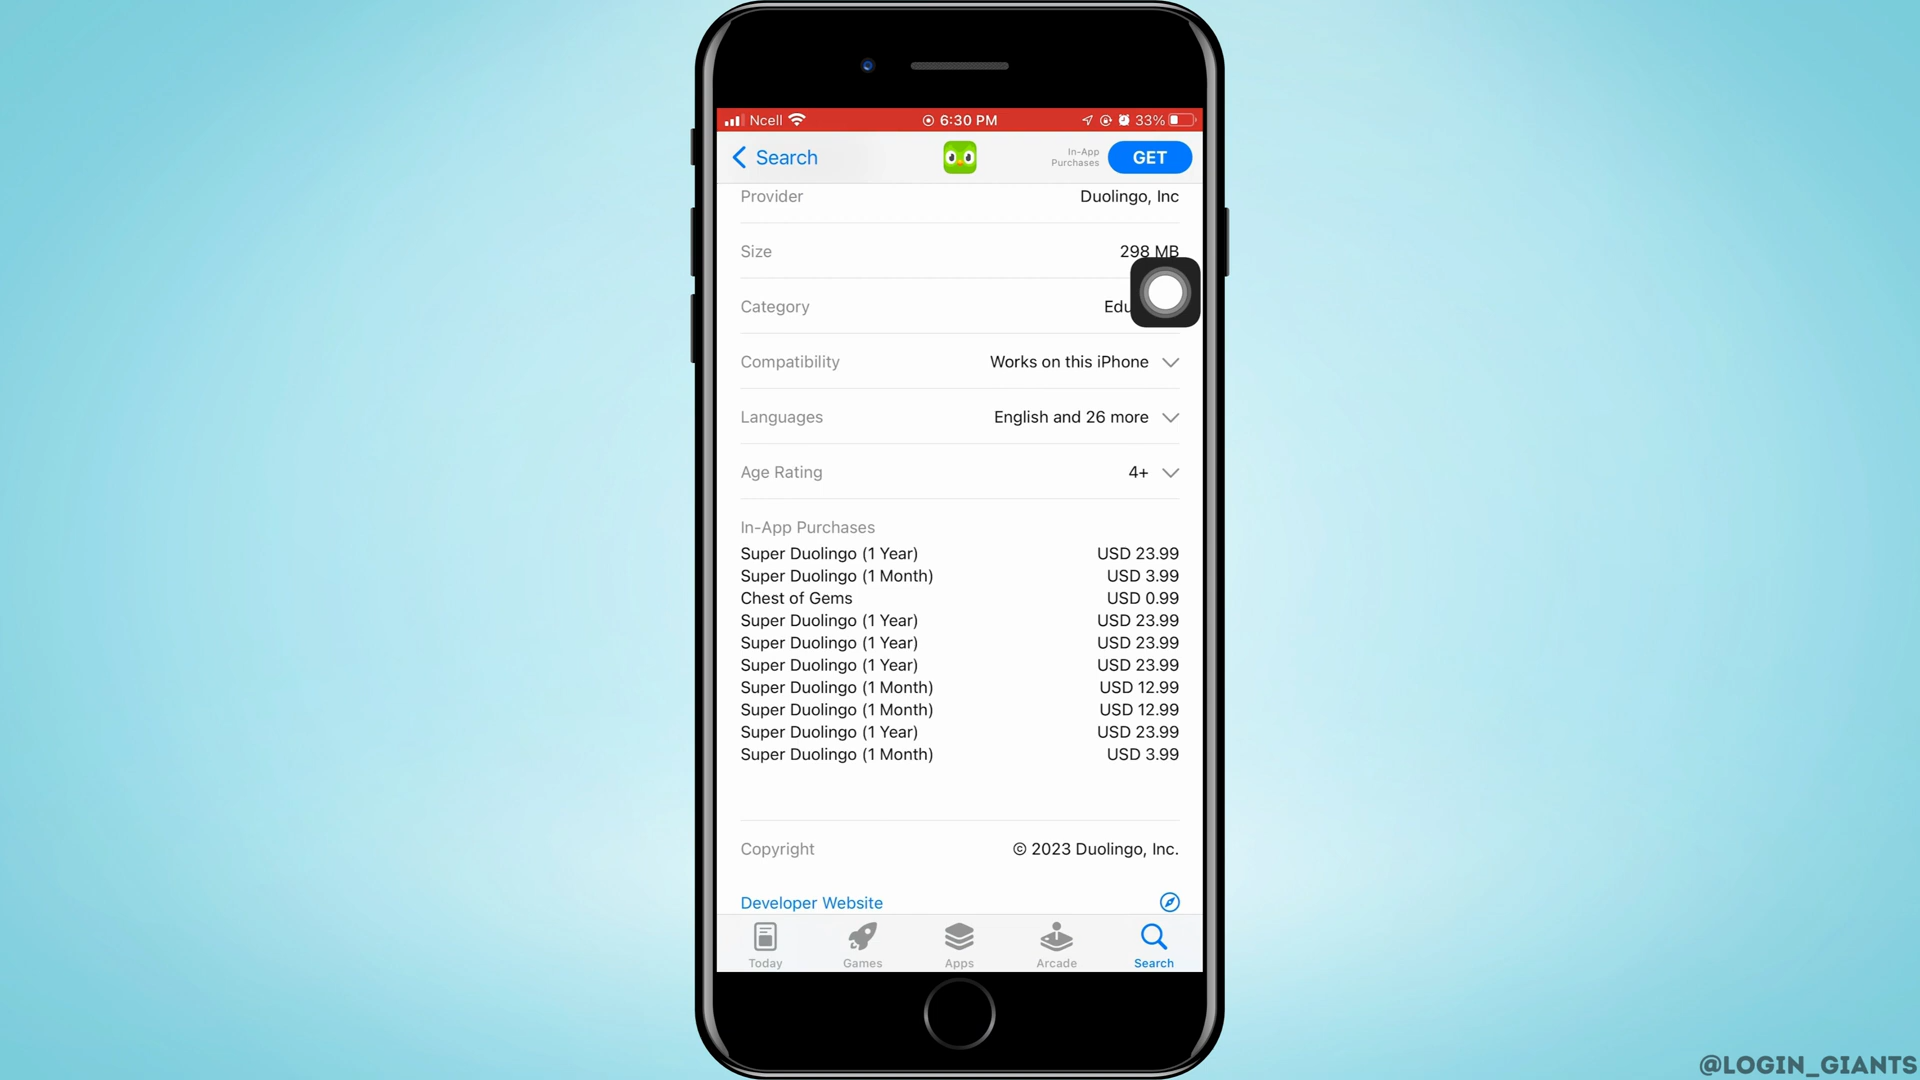 Ncell 6:30 PM 33%
Search In-App Purchases GET
Provider Duolingo, Inc
Size 298 MB
Category Edu
Compatibility Works on this iPhone
Languages English and 26 more
Age Rating 4+
In-App Purchases
Super Duolingo (1 Year) USD 23.99
Super Duolingo (1 Month) USD 3.99
Chest of Gems USD 0.99
Super Duolingo (1 Year) USD 23.99
Super Duolingo (1 Year) USD 23.99
Super Duolingo (1 Year) USD 23.99
Super Duolingo (1 Month) USD 12.99
Super Duolingo (1 Month) USD 12.99
Super Duolingo (1 Year) USD 23.99
Super Duolingo (1 Month) USD 3.99
Copyright © 2023 Duolingo, Inc.
Developer Website
Today Games Apps Arcade Search
@LOGIN_GIANTS